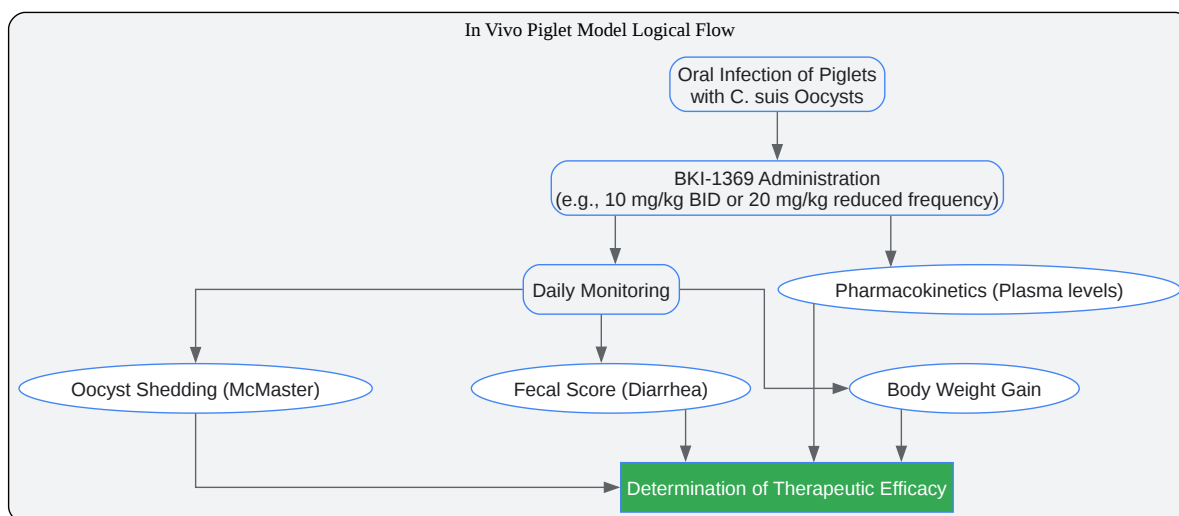 In Vivo Piglet Model Logical Flow
Oral Infection of Piglets
with C. suis Oocysts
BKI-1369 Administration
(e.g., 10 mg/kg BID or 20 mg/kg reduced frequency)
Daily Monitoring
Pharmacokinetics (Plasma levels)
Oocyst Shedding (McMaster)
Fecal Score (Diarrhea)
Body Weight Gain
Determination of Therapeutic Efficacy